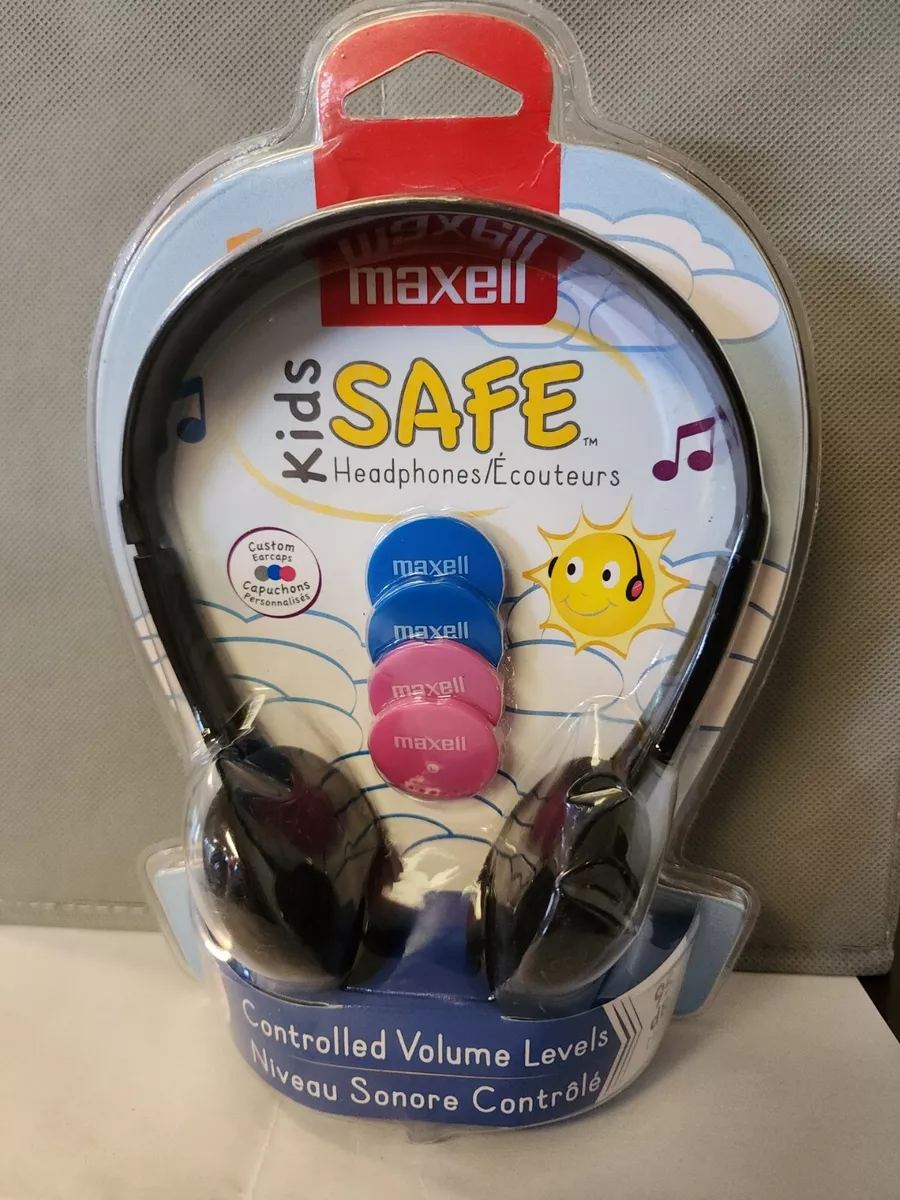 maxell
Kids
SAFE™
Headphones/Écouteurs
Custom
Earcaps
Capuchons
Personnalisés
maxell
maxell
maxell
maxell
Controlled Volume Levels
Niveau Sonore Contrôlé